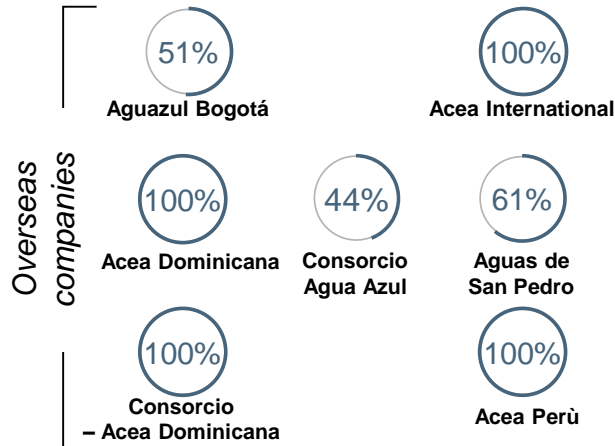 Overseas
companies
51%
Aguazul Bogotá
100%
Acea International
100%
Acea Dominicana
44%
Consorcio
Agua Azul
61%
Aguas de
San Pedro
100%
Consorcio
– Acea Dominicana
100%
Acea Perù